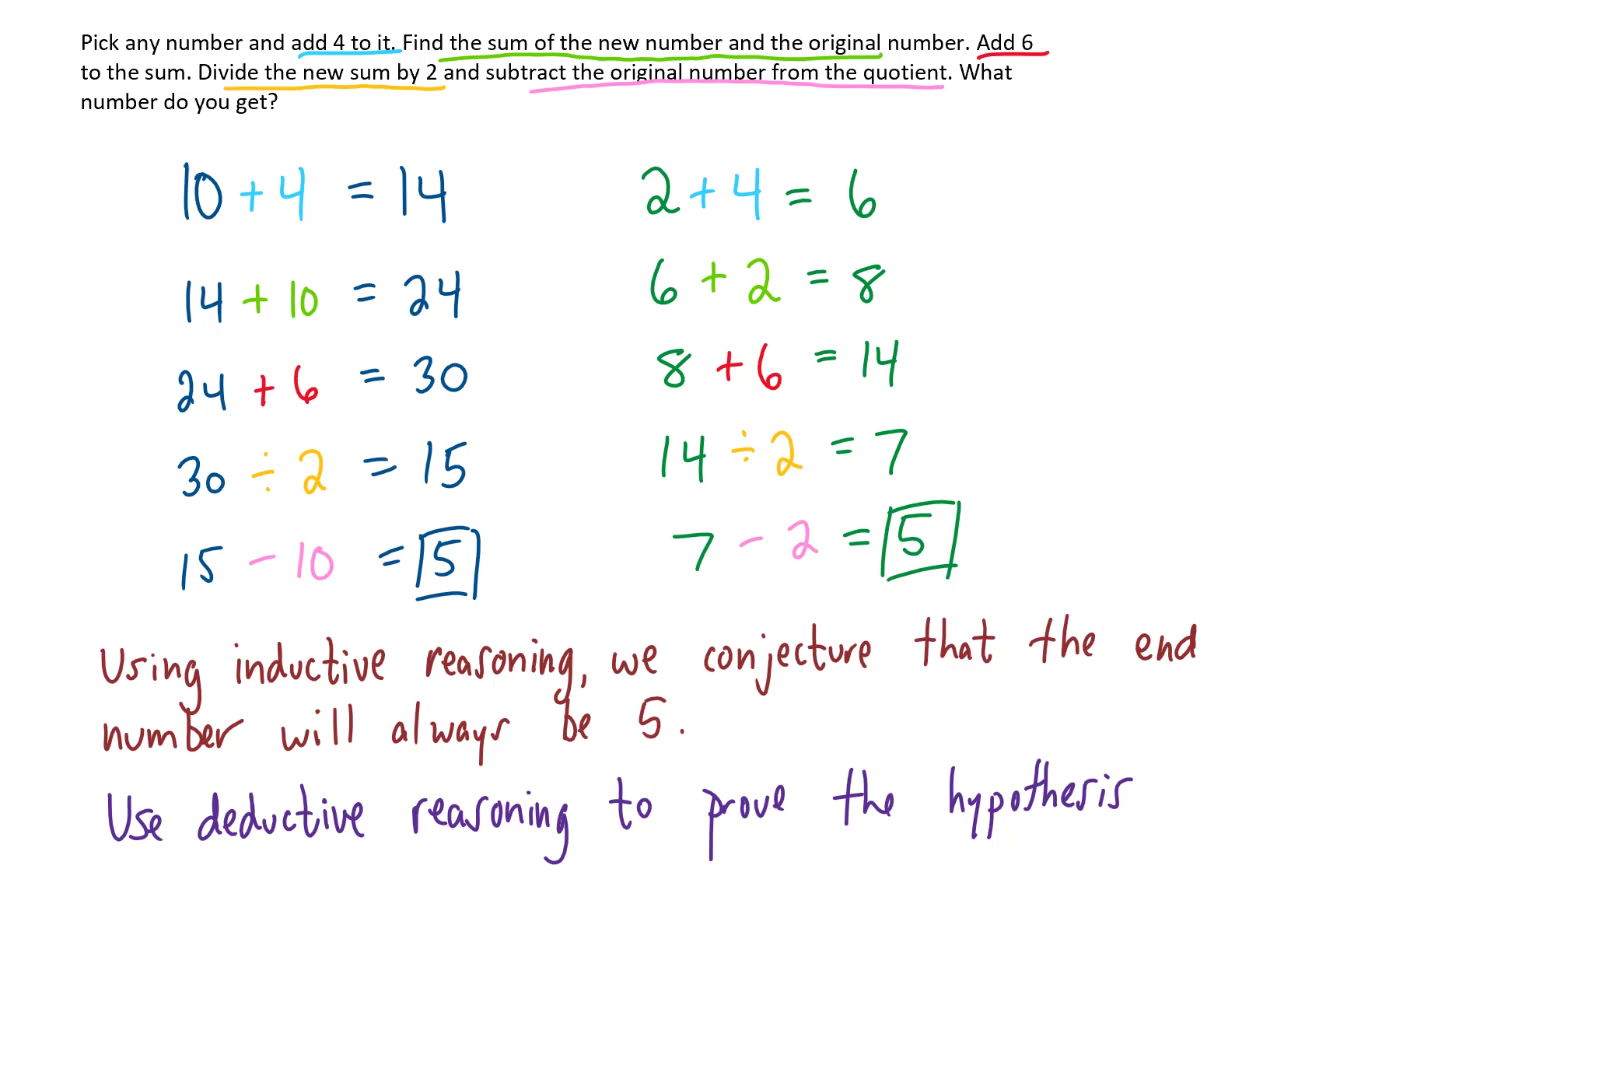 Pick any number and add 4 to it. Find the sum of the new number and the original number. Add 6
to the sum. Divide the new sum by 2 and subtract the original number from the quotient. What
number do you get?
10 + 4 = 14
14 + 10 = 24
24 + 6 = 30
30 ÷ 2 = 15
15 - 10 = 5
2 + 4 = 6
6 + 2 = 8
8 + 6 = 14
14 ÷ 2 = 7
7 - 2 = 5
Using inductive reasoning, we conjecture that the end
number will always be 5.
Use deductive reasoning to prove the hypothesis